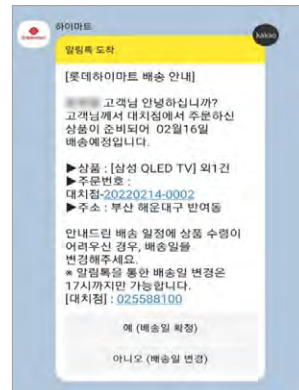 하이마트
kakao
알림톡 도착
[롯데하이마트 배송 안내]
고객님 안녕하십니까?
고객님께서 대치점에서 주문하신
상품이 준비되어 02월16일
배송예정입니다.
▶상품 : [삼성 QLED TV] 외1건
▶주문번호 :
대치점-20220214-0002
▶주소 : 부산 해운대구 반여동
안내드린 배송 일정에 상품 수령이
어려우신 경우, 배송일을
변경해주세요.
※ 알림톡을 통한 배송일 변경은
17시까지만 가능합니다.
[대치점] : 025588100
예 (배송일 확정)
아니오 (배송일 변경)